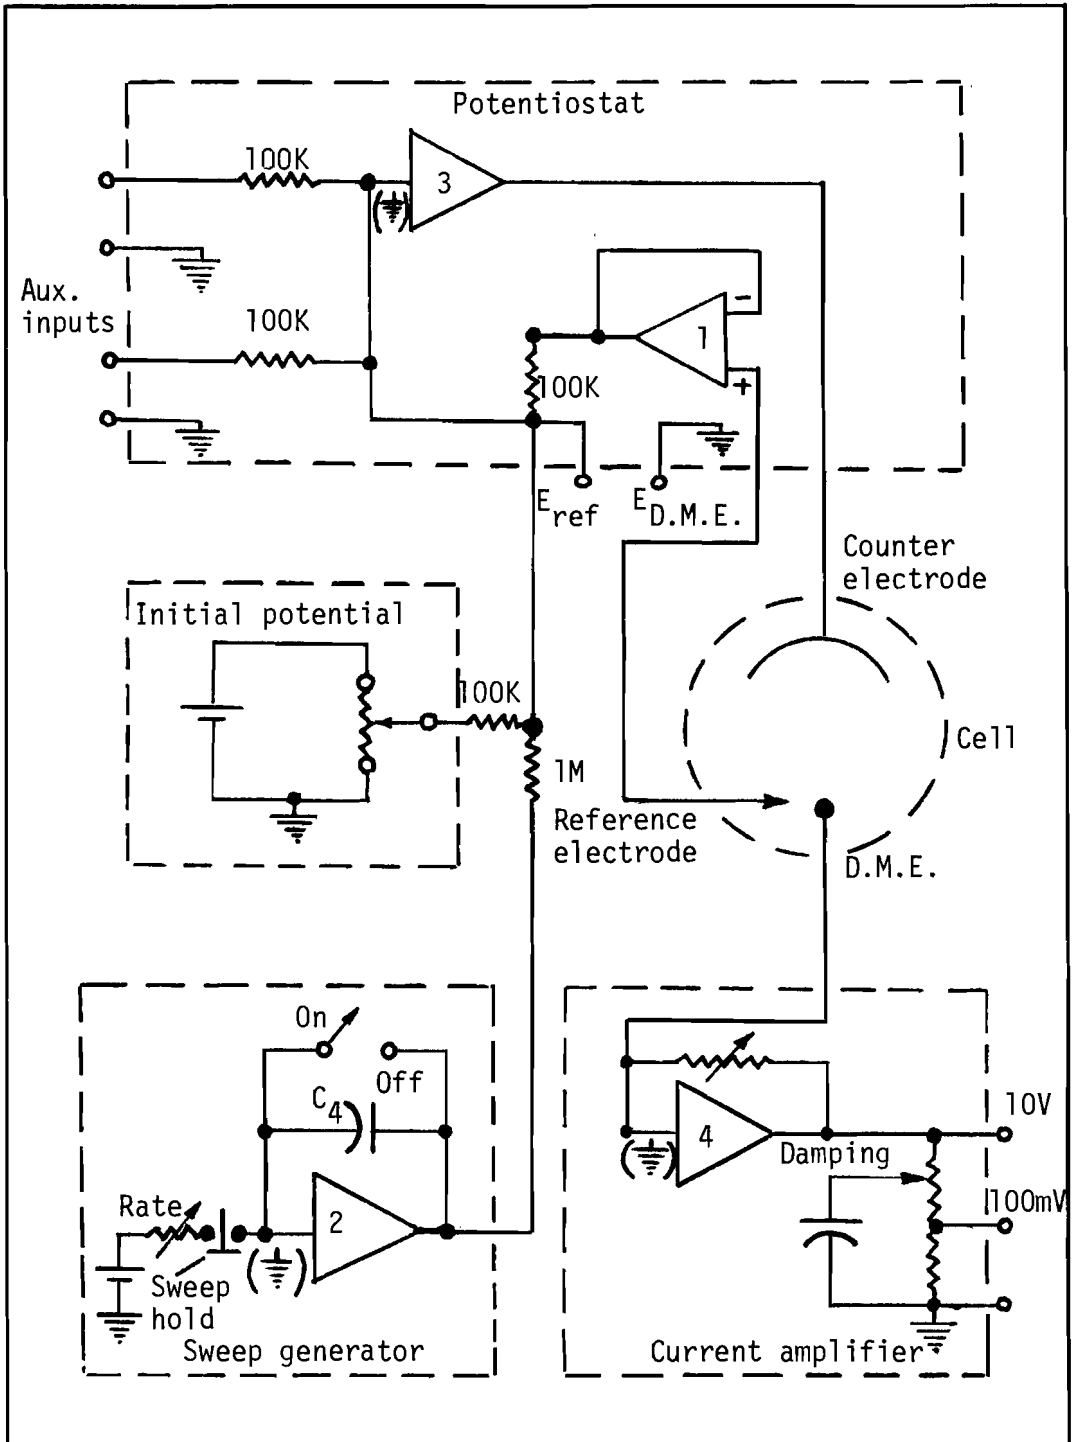 Potentiostat
100K
3
Aux.
inputs
100K
1
-
+
100K
E ref
E D.M.E.
Counter
electrode
Initial potential
100K
Cell
1M
Reference
electrode
D.M.E.
On
Off
C4
10V
4
Damping
Rate
2
100mV
Sweep
hold
Sweep generator
Current amplifier